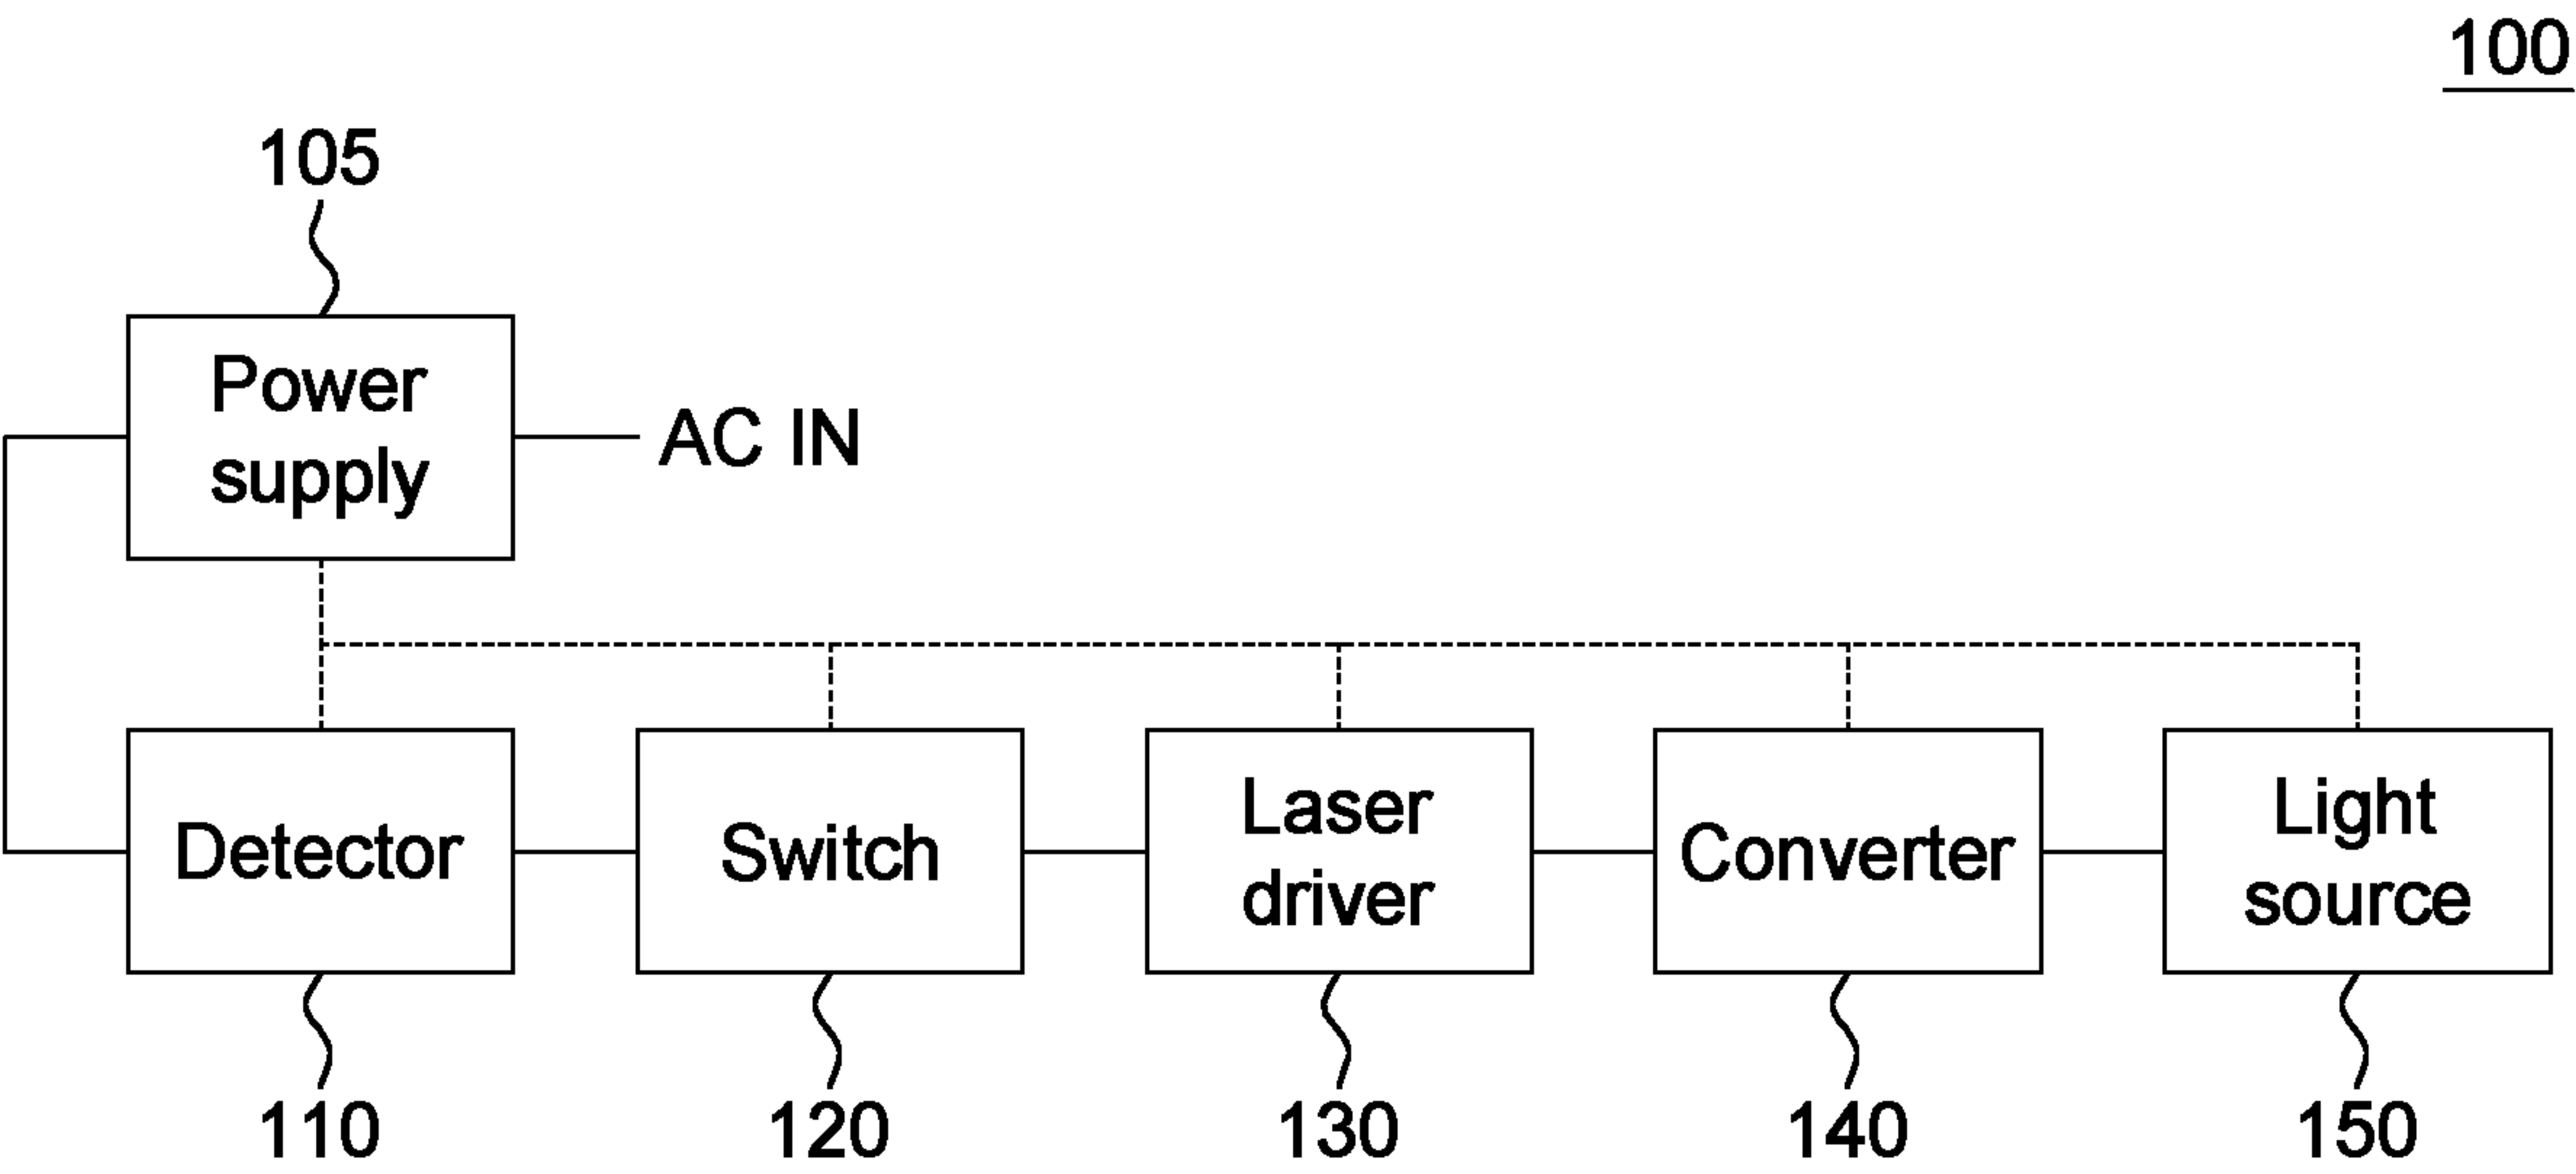 100
105
Power
supply
AC IN
Detector
Switch
Laser
driver
Converter
Light
source
110
120
130
140
150